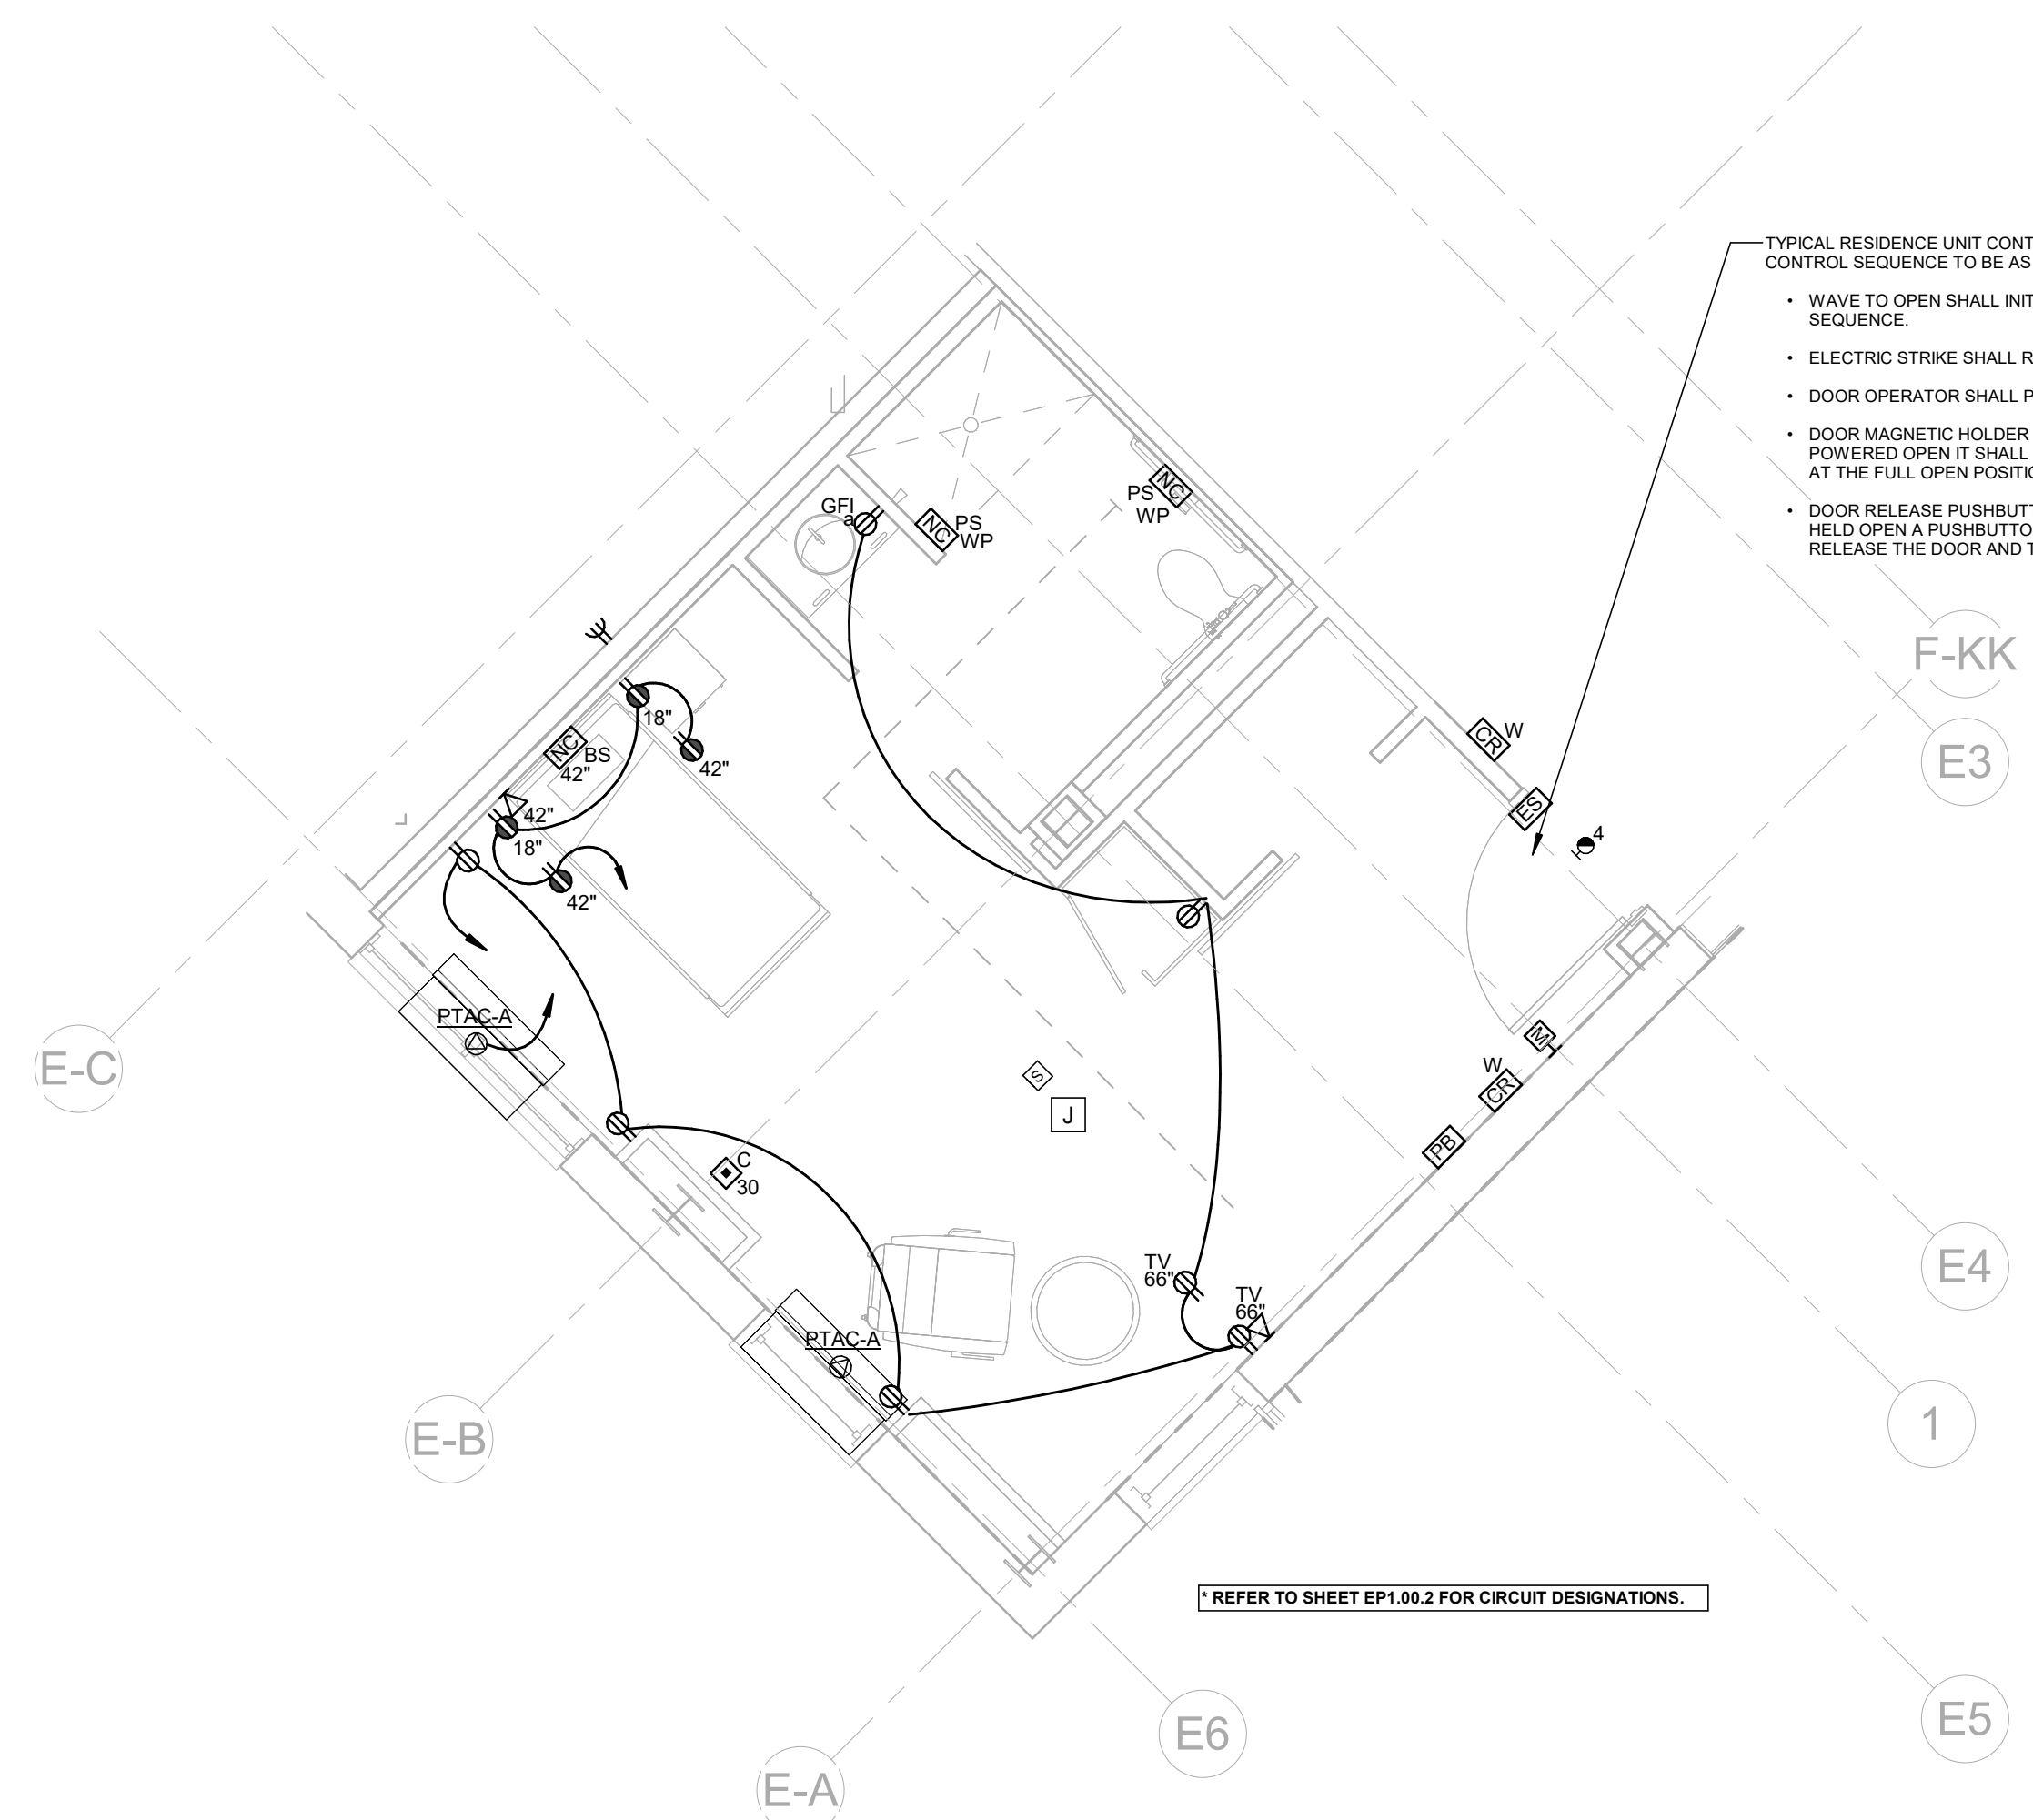 TYPICAL RESIDENCE UNIT CONT
CONTROL SEQUENCE TO BE AS
• WAVE TO OPEN SHALL INIT
SEQUENCE.
• ELECTRIC STRIKE SHALL R
• DOOR OPERATOR SHALL P
• DOOR MAGNETIC HOLDER
POWERED OPEN IT SHALL
AT THE FULL OPEN POSITIO
• DOOR RELEASE PUSHBUTT
HELD OPEN A PUSHBUTTO
RELEASE THE DOOR AND T
GFI
a
NC
PS
WP
PS
WP
NC
F-KK
E3
18"
42"
NC
BS
42"
42"
18"
42"
CR
W
ES
4
PTAC-A
E-C
M
W
CR
PB
S
J
C
30
TV
66"
TV
66"
E4
PTAC-A
E-B
1
* REFER TO SHEET EP1.00.2 FOR CIRCUIT DESIGNATIONS.
E6
E5
E-A